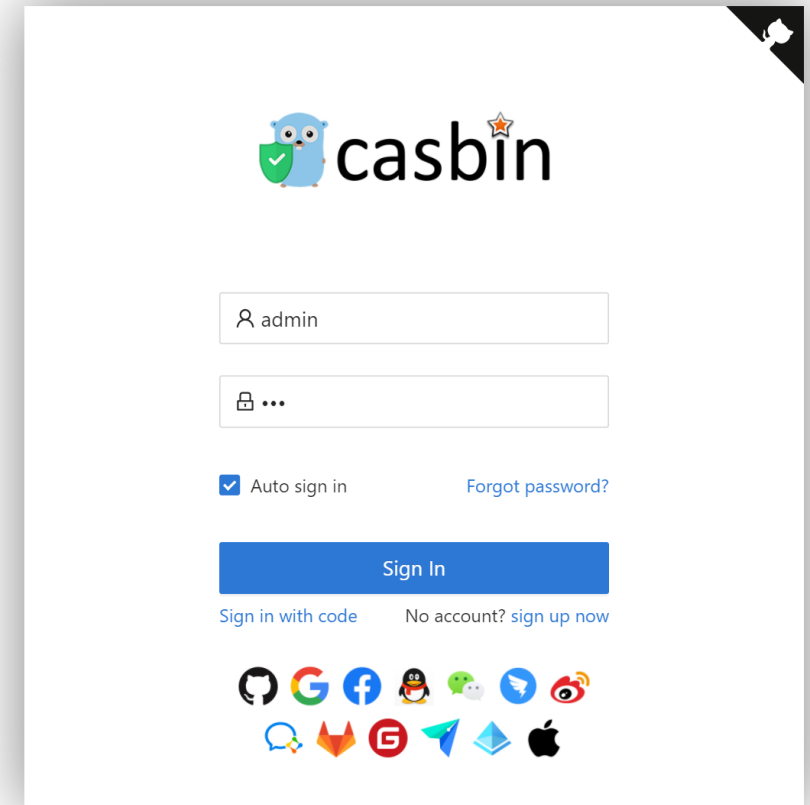 casbin
admin
•••
Auto sign in Forgot password?
Sign In
Sign in with code No account? sign up now